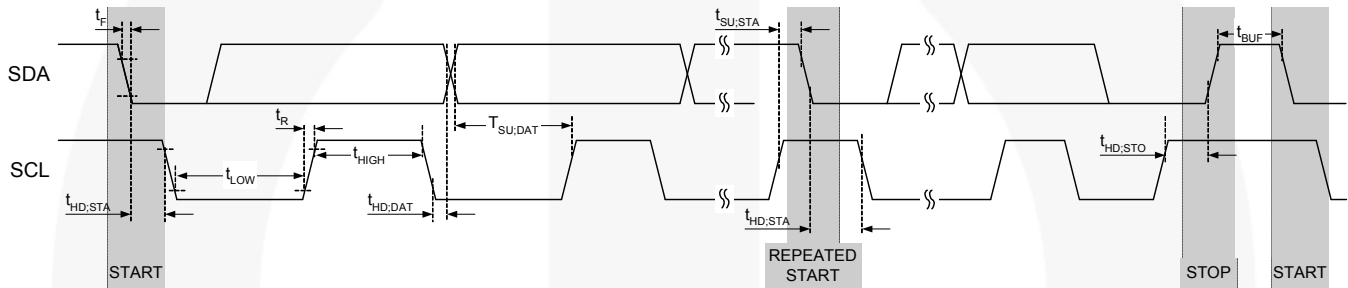 tF
tSU;STA
tBUF
SDA
tR
TSU;DAT
tHIGH
tHD;STO
SCL
tLOW
tHD;STA
tHD;DAT
tHD;STA
START
REPEATED
START
STOP
START